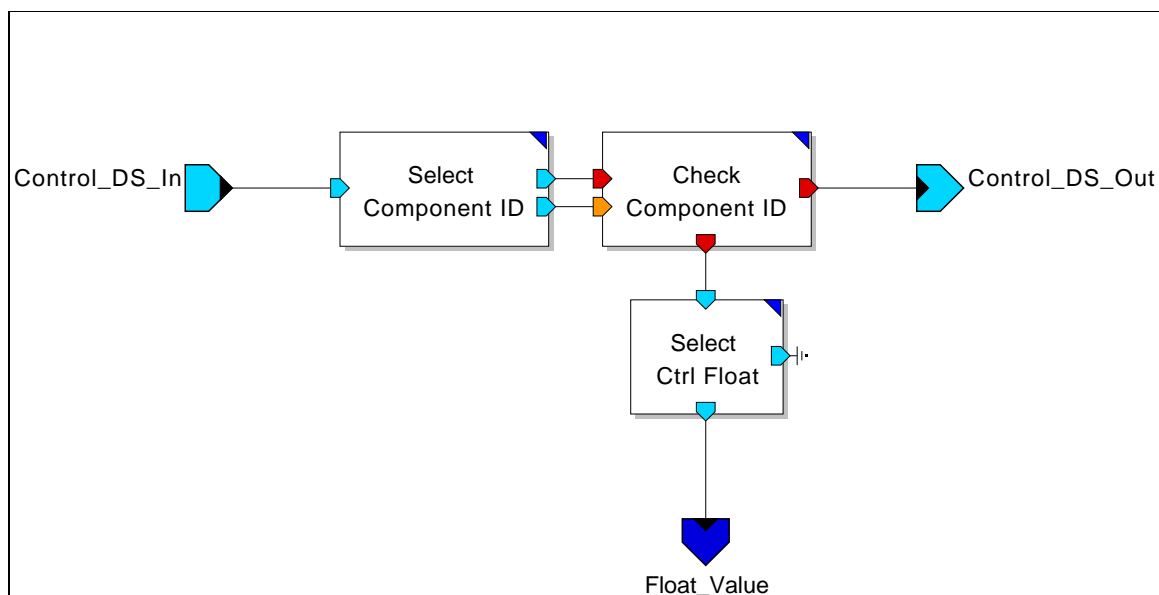 Control_DS_In
Select
Component ID
Check
Component ID
Control_DS_Out
Select
Ctrl Float
Float_Value